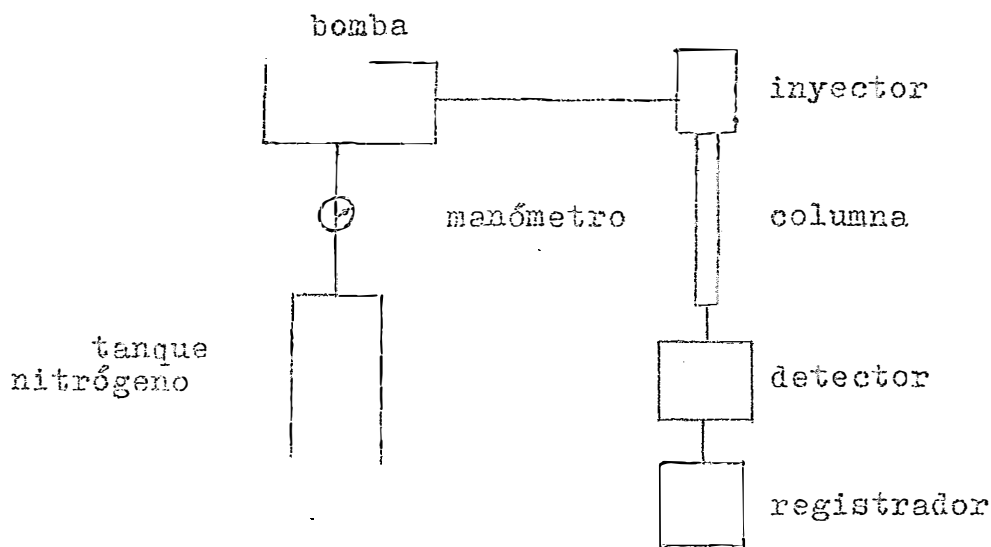 bomba
inyector
manómetro
columna
tanque
nitrógeno
detector
registrador